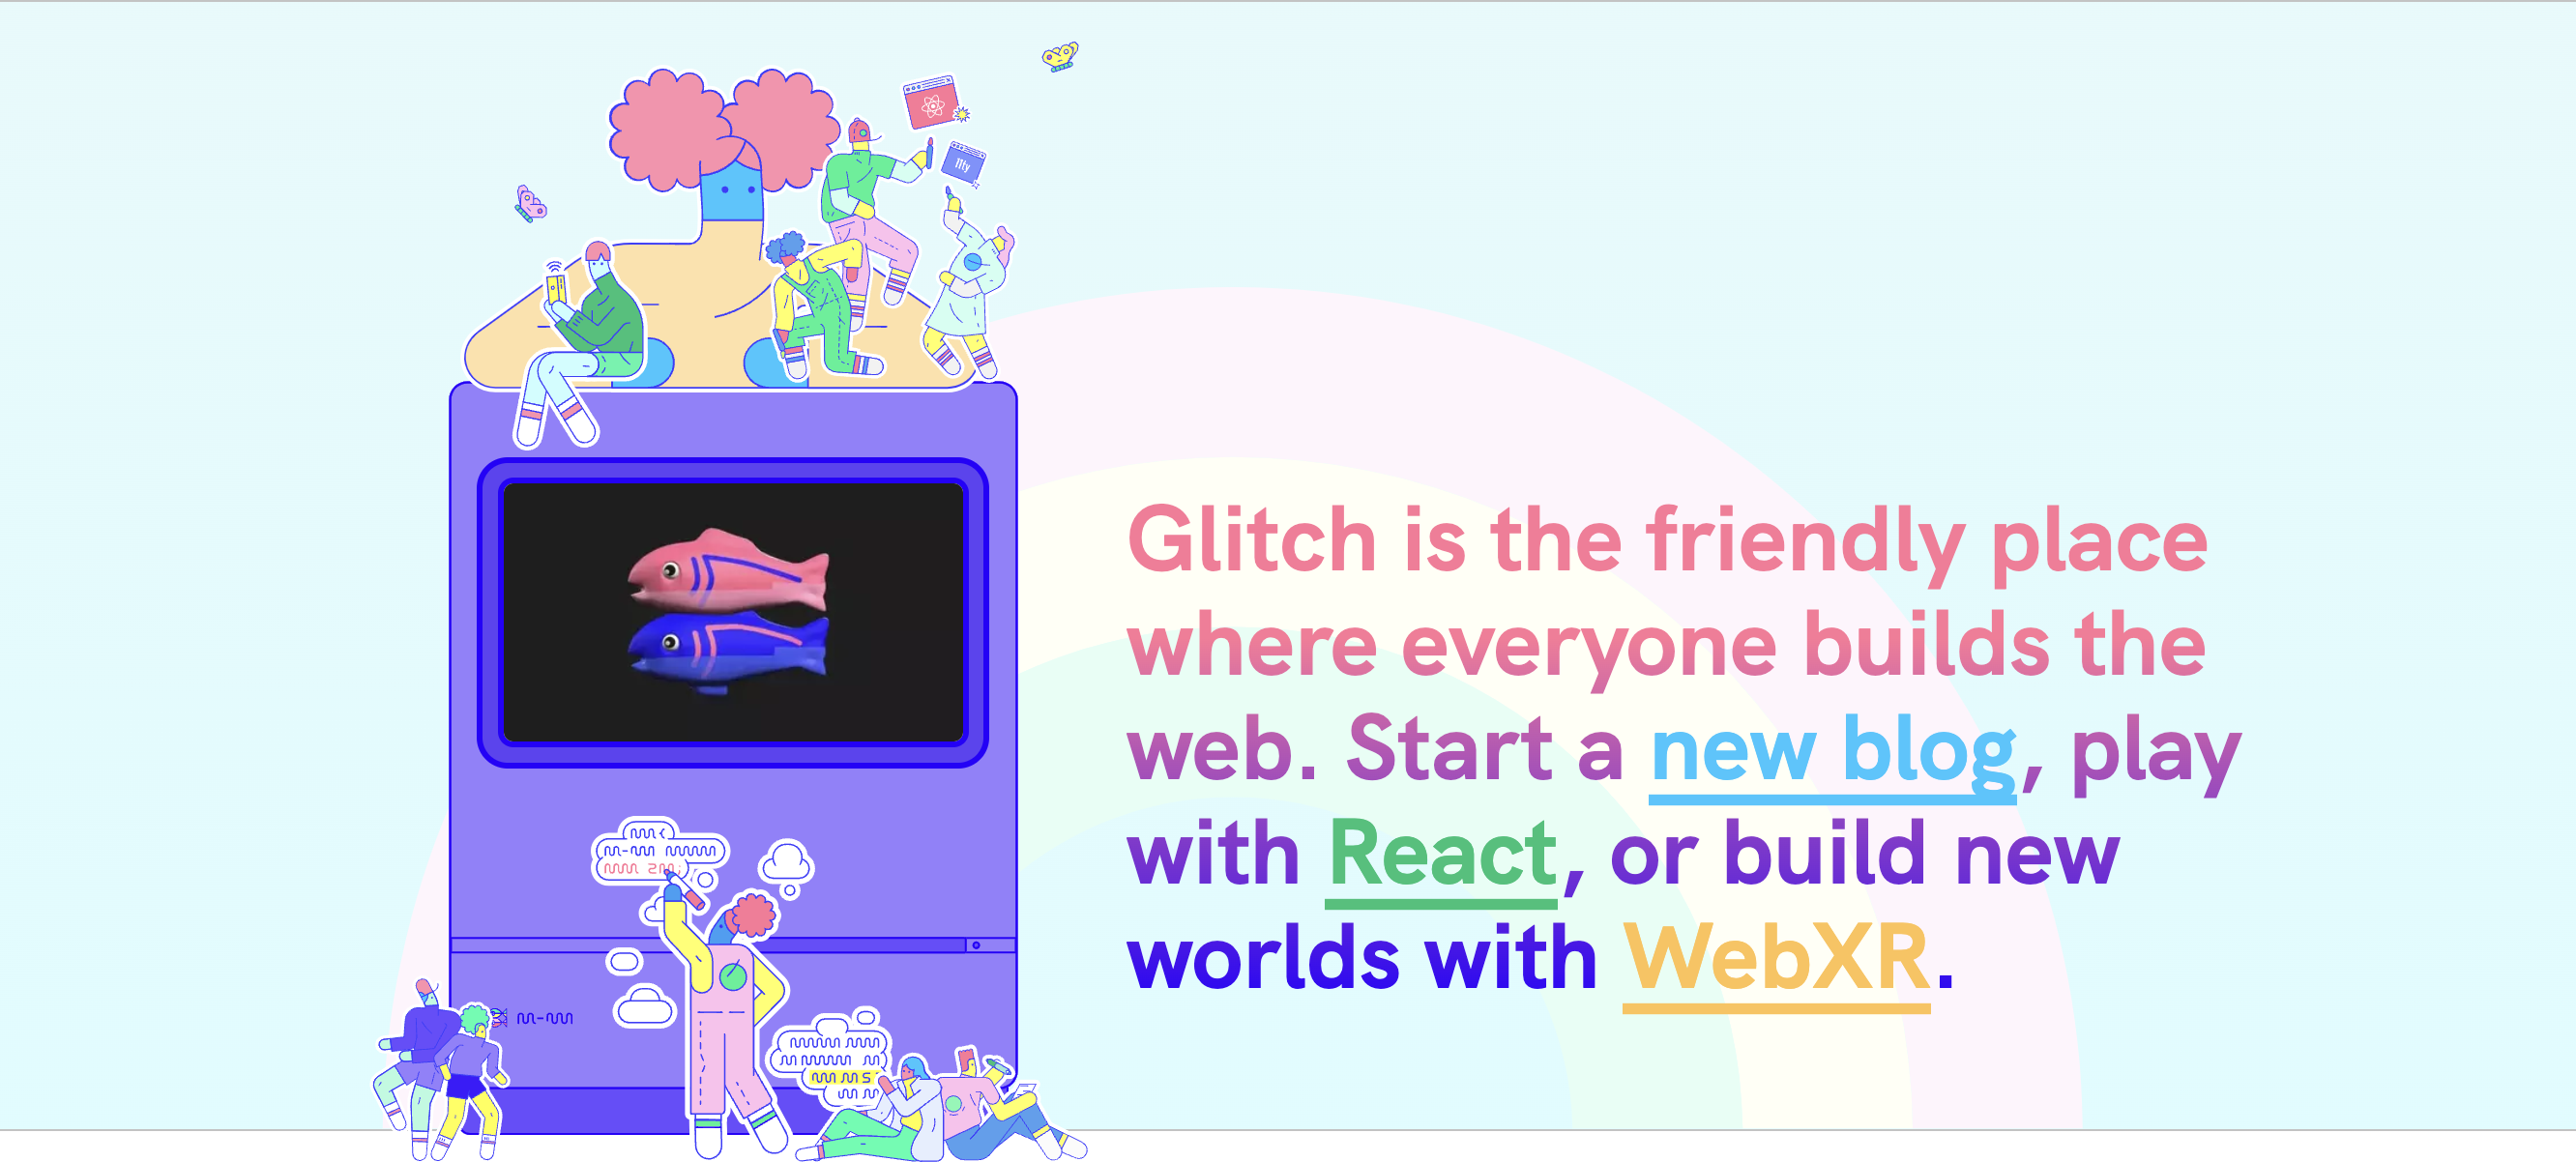 11ty
Glitch is the friendly place
where everyone builds the
web. Start a new blog, play
with React, or build new
worlds with WebXR.